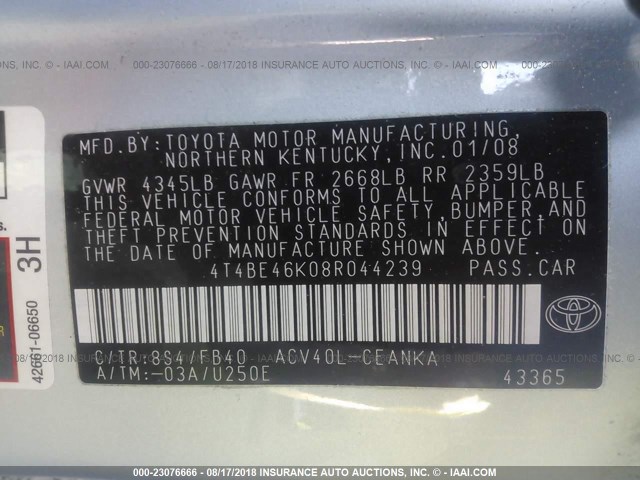 000-23076666 - 08/17/2018 INSURANCE AUTO AUCTIONS, INC. - IAAI.COM
MFD.BY:TOYOTA MOTOR MANUFACTURING,
NORTHERN KENTUCKY,INC.01/08
GVWR 4345LB GAWR FR 2668LB RR 2359LB
THIS VEHICLE CONFORMS TO ALL APPLICABLE
FEDERAL MOTOR VEHICLE SAFETY,BUMPER,AND
THEFT PREVENTION STANDARDS IN EFFECT ON
THE DATE OF MANUFACTURE SHOWN ABOVE.
4T4BE46K08R044239 PASS.CAR
C/TR:8S4/FB40 ACV40L-CEANKA
A/TM:-03A/U250E 43365
3H
42661-06650
000-23076666 - 08/17/2018 INSURANCE AUTO AUCTIONS, INC. - IAAI.COM